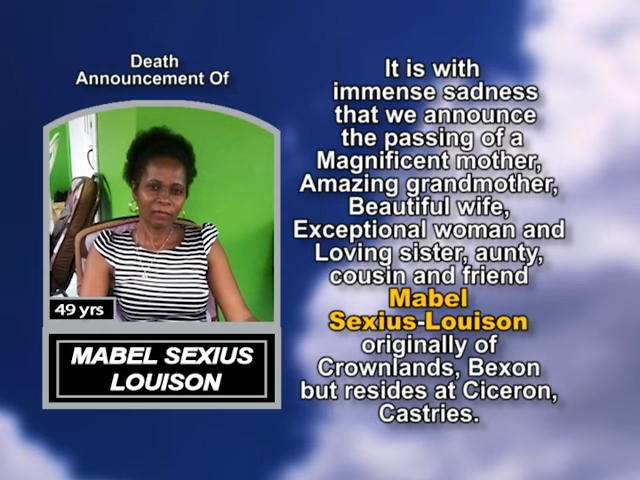 Death
Announcement Of
49 yrs
MABEL SEXIUS
LOUISON
It is with
immense sadness
that we announce
the passing of a
Magnificent mother,
Amazing grandmother,
Beautiful wife,
Exceptional woman and
Loving sister, aunty,
cousin and friend
Mabel
Sexius-Louison
originally of
Crownlands, Bexon
but resides at Ciceron,
Castries.